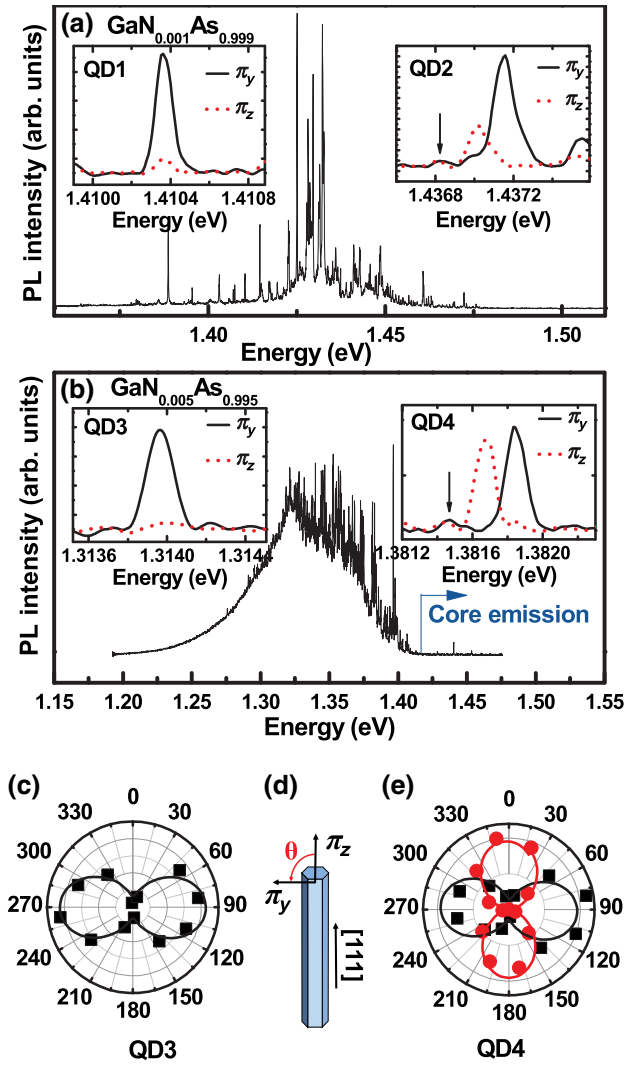 (a) GaN0.001As0.999
QD1
πy
πz
1.4100 1.4104 1.4108
Energy (eV)
QD2
πy
πz
1.4368 1.4372
Energy (eV)
PL intensity (arb. units)
1.40 1.45 1.50
Energy (eV)
(b) GaN0.005As0.995
QD3
πy
πz
1.3136 1.3140 1.3144
Energy (eV)
QD4
πy
πz
1.3812 1.3816 1.3820
Energy (eV)
Core emission
PL intensity (arb. units)
1.15 1.20 1.25 1.30 1.35 1.40 1.45 1.50 1.55
Energy (eV)
(c)
0
30
60
90
120
150
180
210
240
270
300
330
QD3
(d)
θ
πz
πy
[111]
(e)
0
30
60
90
120
150
180
210
240
270
300
330
QD4